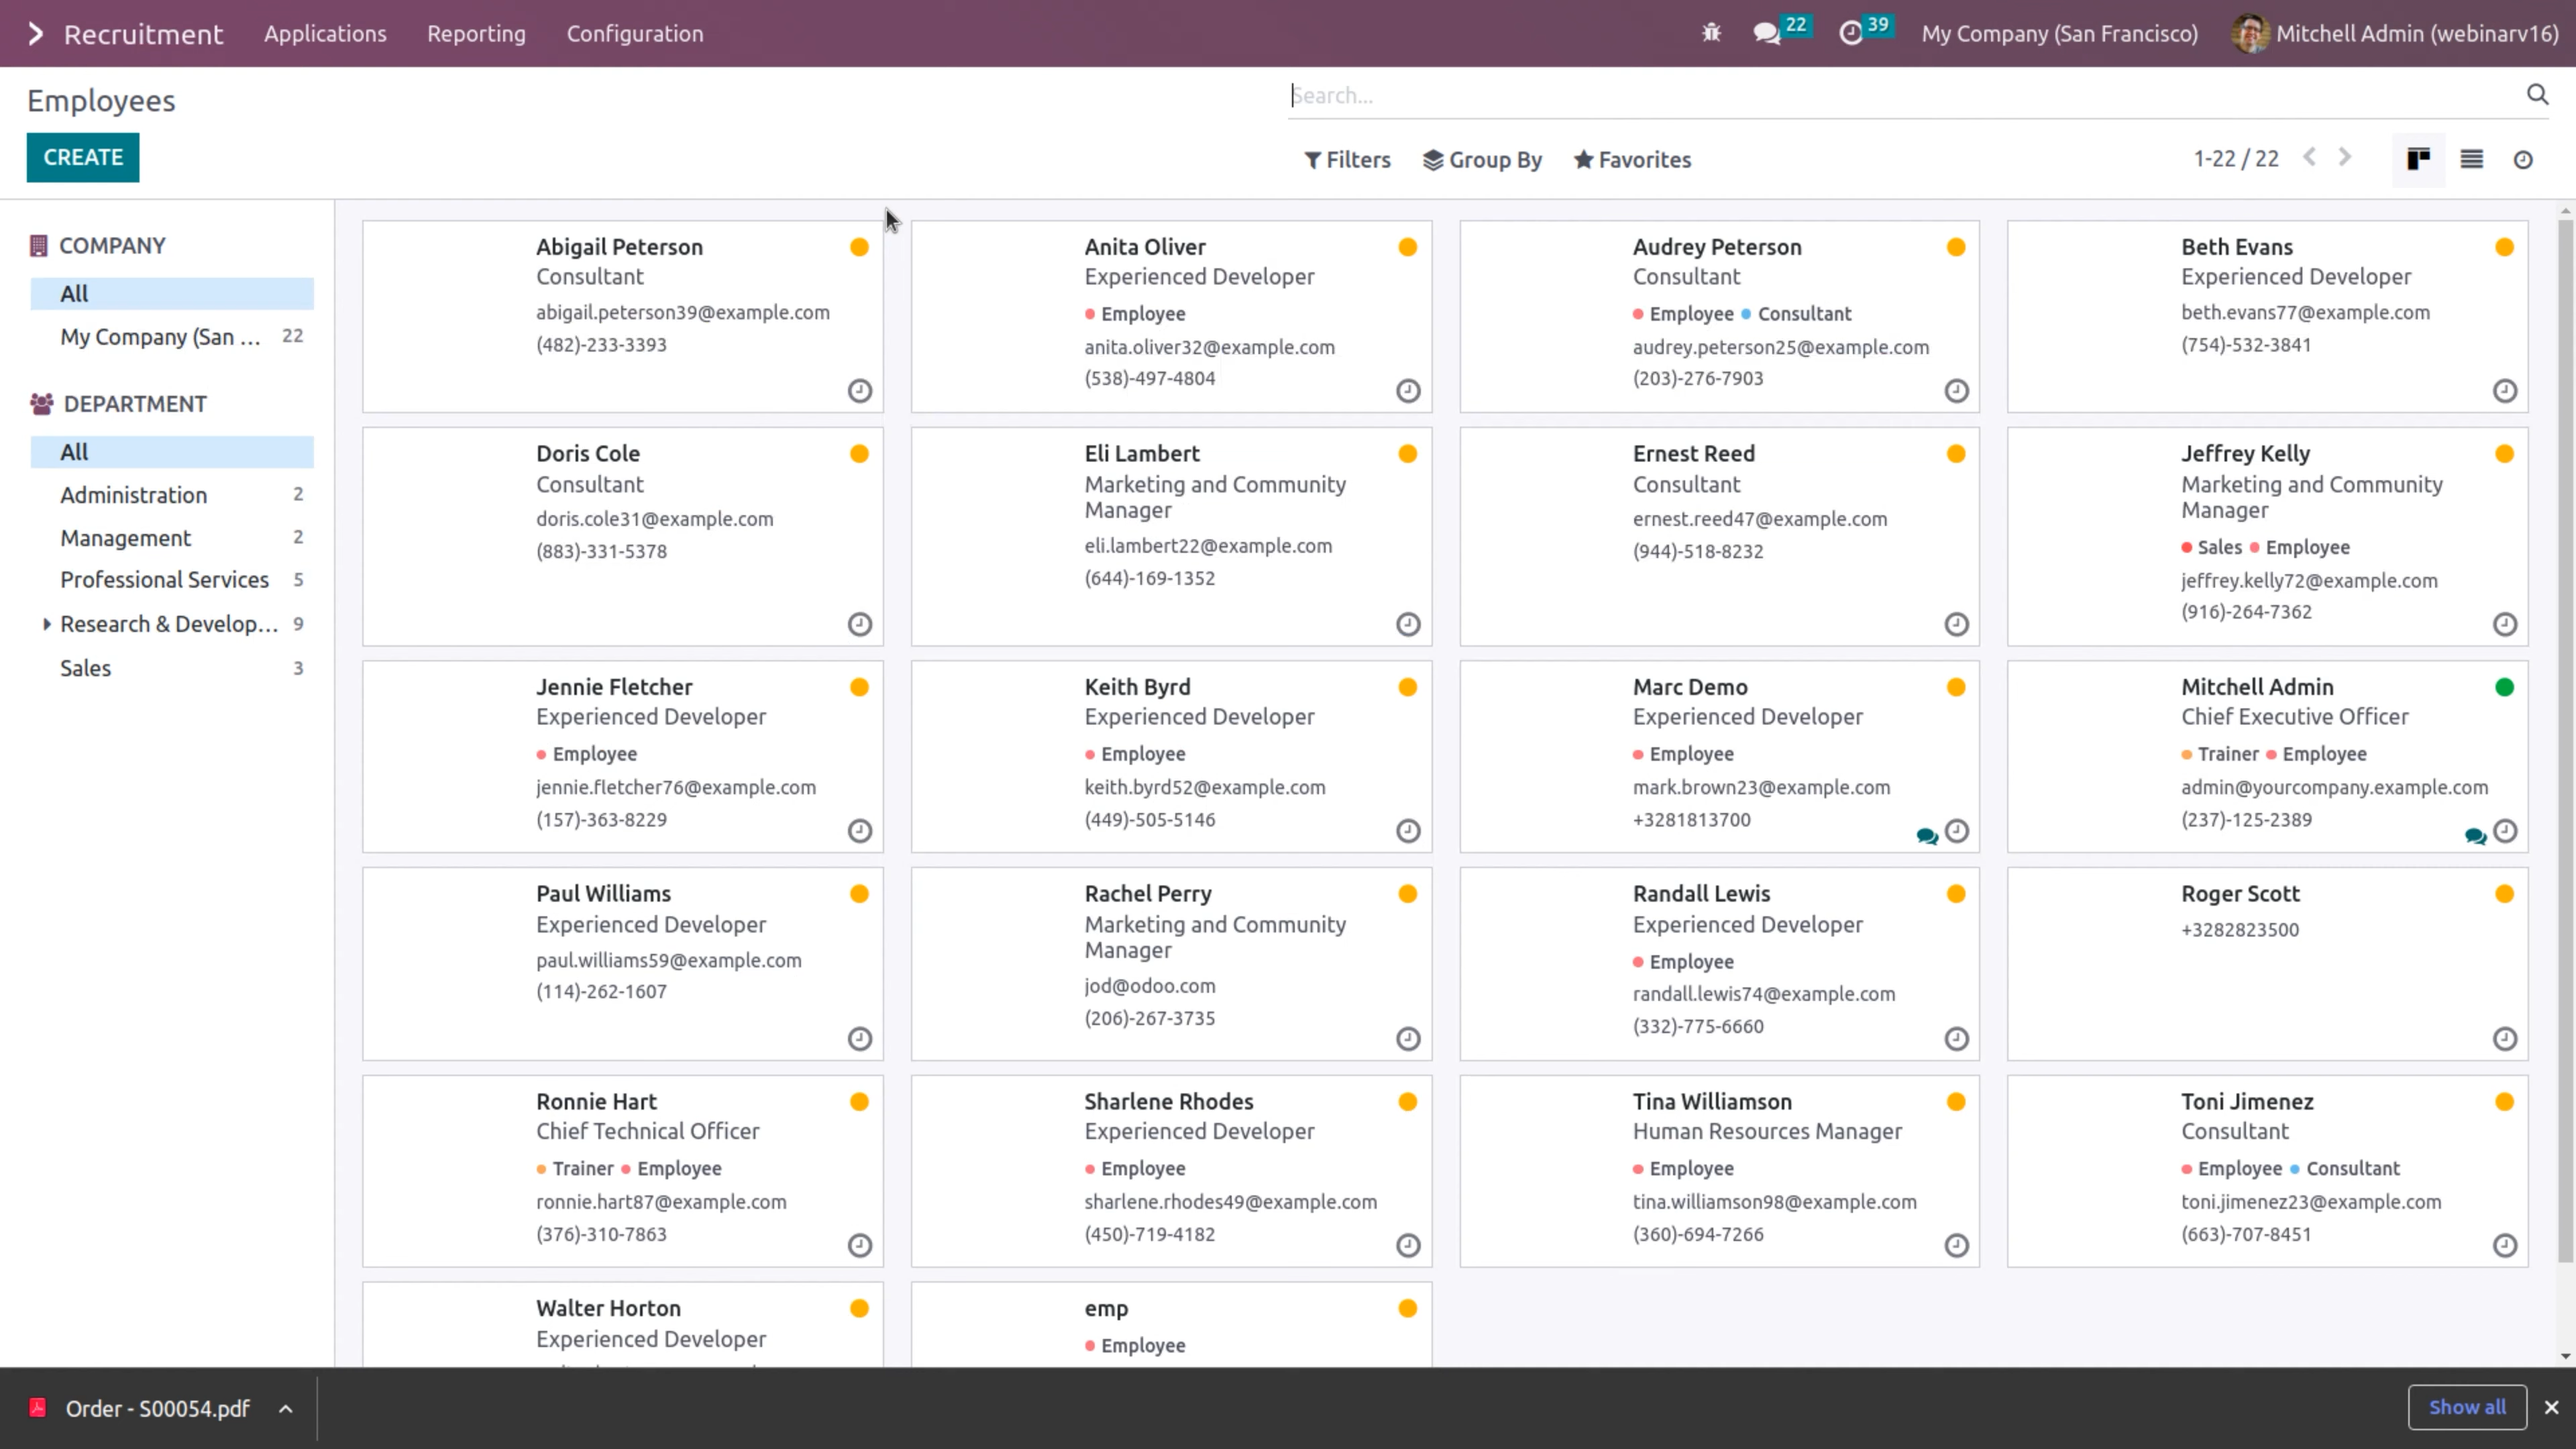 Recruitment Applications Reporting Configuration 22 39 My Company (San Francisco) Mitchell Admin (webinarv16)
Employees
Search...
CREATE
Filters Group By Favorites
1-22 / 22
COMPANY
All
My Company (San ... 22
DEPARTMENT
All
Administration 2
Management 2
Professional Services 5
Research & Develop... 9
Sales 3
Abigail Peterson
Consultant
abigail.peterson39@example.com
(482)-233-3393
Anita Oliver
Experienced Developer
Employee
anita.oliver32@example.com
(538)-497-4804
Audrey Peterson
Consultant
Employee Consultant
audrey.peterson25@example.com
(203)-276-7903
Beth Evans
Experienced Developer
beth.evans77@example.com
(754)-532-3841
Doris Cole
Consultant
doris.cole31@example.com
(883)-331-5378
Eli Lambert
Marketing and Community
Manager
eli.lambert22@example.com
(644)-169-1352
Ernest Reed
Consultant
ernest.reed47@example.com
(944)-518-8232
Jeffrey Kelly
Marketing and Community
Manager
Sales Employee
jeffrey.kelly72@example.com
(916)-264-7362
Jennie Fletcher
Experienced Developer
Employee
jennie.fletcher76@example.com
(157)-363-8229
Keith Byrd
Experienced Developer
Employee
keith.byrd52@example.com
(449)-505-5146
Marc Demo
Experienced Developer
Employee
mark.brown23@example.com
+3281813700
Mitchell Admin
Chief Executive Officer
Trainer Employee
admin@yourcompany.example.com
(237)-125-2389
Paul Williams
Experienced Developer
paul.williams59@example.com
(114)-262-1607
Rachel Perry
Marketing and Community
Manager
jod@odoo.com
(206)-267-3735
Randall Lewis
Experienced Developer
Employee
randall.lewis74@example.com
(332)-775-6660
Roger Scott
+3282823500
Ronnie Hart
Chief Technical Officer
Trainer Employee
ronnie.hart87@example.com
(376)-310-7863
Sharlene Rhodes
Experienced Developer
Employee
sharlene.rhodes49@example.com
(450)-719-4182
Tina Williamson
Human Resources Manager
Employee
tina.williamson98@example.com
(360)-694-7266
Toni Jimenez
Consultant
Employee Consultant
toni.jimenez23@example.com
(663)-707-8451
Walter Horton
Experienced Developer
emp
Employee
Order - S00054.pdf
Show all